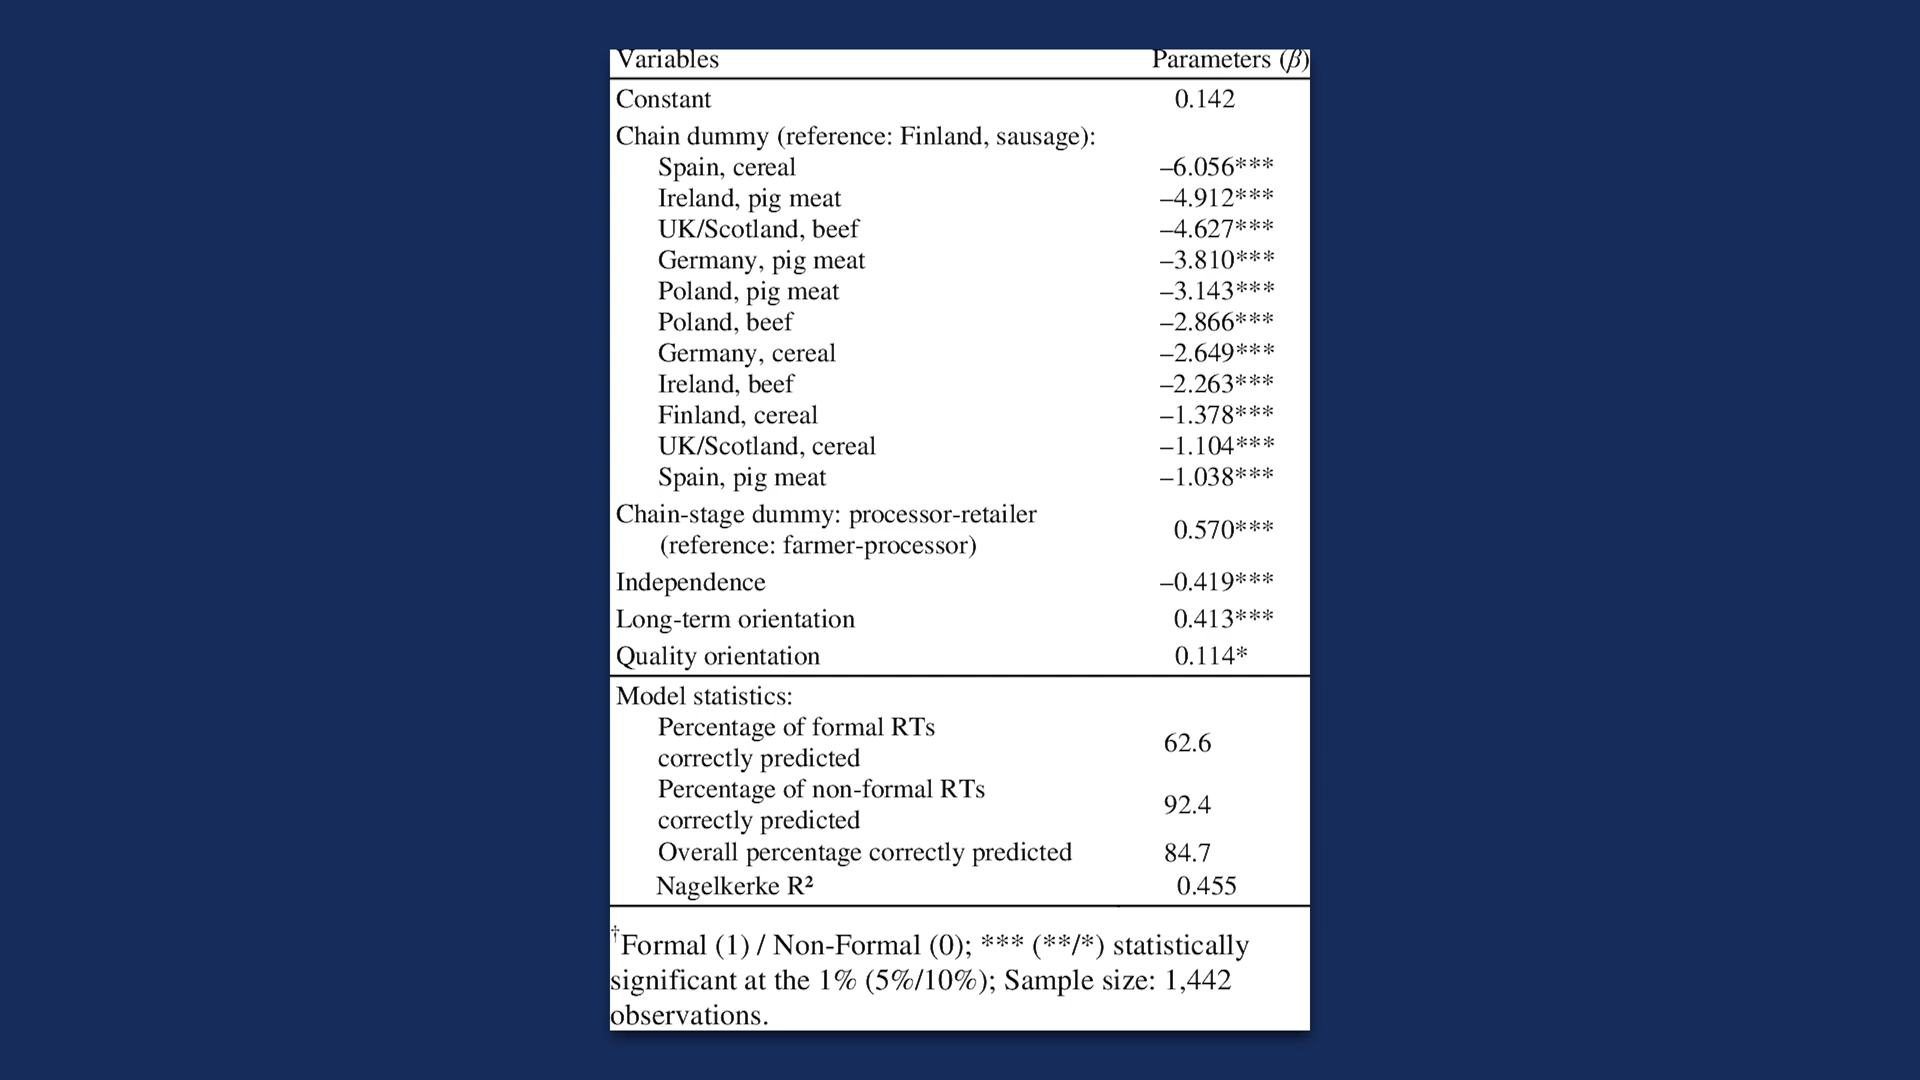 Variables Parameters (β)
Constant 0.142
Chain dummy (reference: Finland, sausage):
Spain, cereal –6.056***
Ireland, pig meat –4.912***
UK/Scotland, beef –4.627***
Germany, pig meat –3.810***
Poland, pig meat –3.143***
Poland, beef –2.866***
Germany, cereal –2.649***
Ireland, beef –2.263***
Finland, cereal –1.378***
UK/Scotland, cereal –1.104***
Spain, pig meat –1.038***
Chain-stage dummy: processor-retailer
(reference: farmer-processor) 0.570***
Independence –0.419***
Long-term orientation 0.413***
Quality orientation 0.114*
Model statistics:
Percentage of formal RTs
correctly predicted 62.6
Percentage of non-formal RTs
correctly predicted 92.4
Overall percentage correctly predicted 84.7
Nagelkerke R² 0.455
†Formal (1) / Non-Formal (0); *** (**/*) statistically
significant at the 1% (5%/10%); Sample size: 1,442
observations.